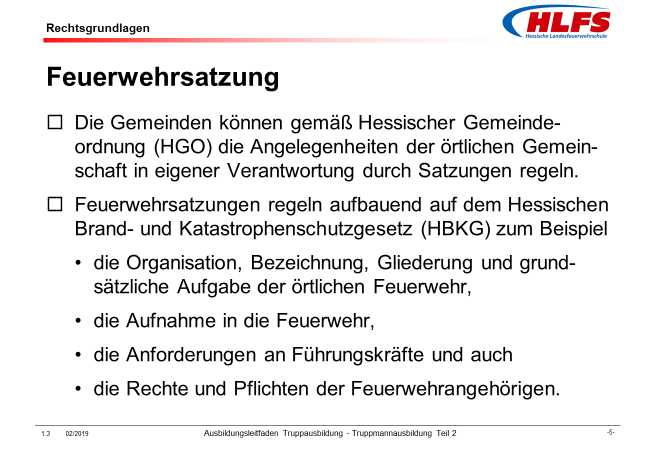 Rechtsgrundlagen
HLFS
Hessische Landesfeuerwehrschule
Feuerwehrsatzung
Die Gemeinden können gemäß Hessischer Gemeinde-
ordnung (HGO) die Angelegenheiten der örtlichen Gemein-
schaft in eigener Verantwortung durch Satzungen regeln.
Feuerwehrsatzungen regeln aufbauend auf dem Hessischen
Brand- und Katastrophenschutzgesetz (HBKG) zum Beispiel
• die Organisation, Bezeichnung, Gliederung und grund-
sätzliche Aufgabe der örtlichen Feuerwehr,
• die Aufnahme in die Feuerwehr,
• die Anforderungen an Führungskräfte und auch
• die Rechte und Pflichten der Feuerwehrangehörigen.
1.3 02/2019 Ausbildungsleitfaden Truppausbildung - Truppmannausbildung Teil 2 -5-